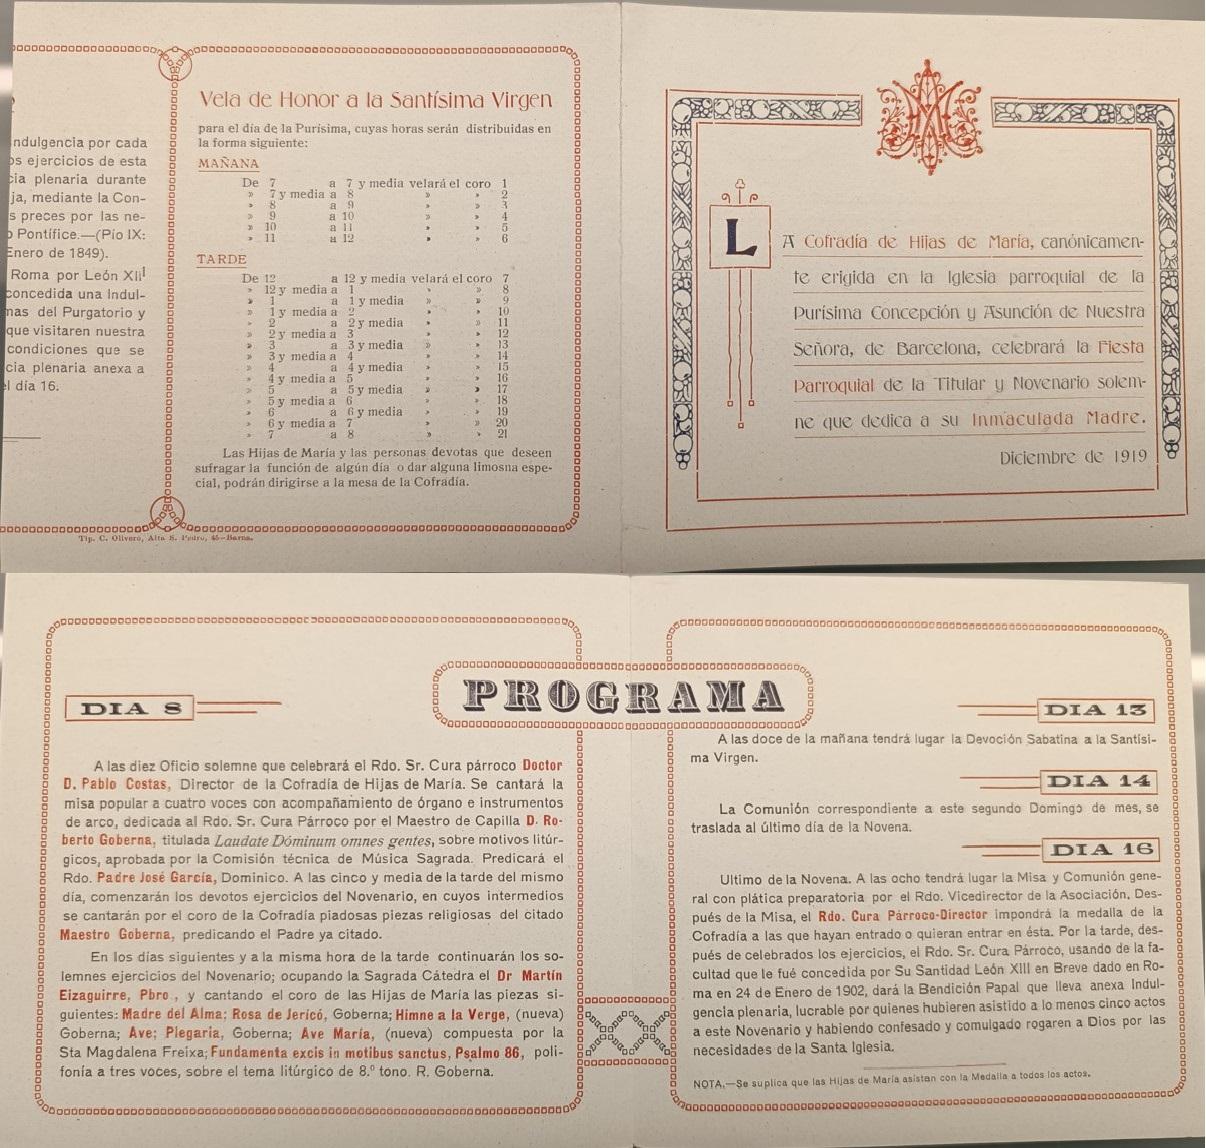 ndulgencia por cada
os ejercicios de esta
cia plenaria durante
ja, mediante la Con-
s preces por las ne-
o Pontífice.—(Pío IX:
Enero de 1849).
Roma por León XII
concedida una Indul-
nas del Purgatorio y
que visitaren nuestra
condiciones que se
cia plenaria anexa a
l día 16.
Vela de Honor a la Santísima Virgen
para el día de la Purísima, cuyas horas serán distribuidas en
la forma siguiente:
MAÑANA
De 7 a 7 y media velará el coro 1
» 7 y media a 8 » » 2
» 8 a 9 » » 3
» 9 a 10 » » 4
» 10 a 11 » » 5
» 11 a 12 » » 6
TARDE
De 12 a 12 y media velará el coro 7
» 12 y media a 1 » » 8
» 1 a 1 y media » » 9
» 1 y media a 2 » » 10
» 2 a 2 y media » » 11
» 2 y media a 3 » » 12
» 3 a 3 y media » » 13
» 3 y media a 4 » » 14
» 4 a 4 y media » » 15
» 4 y media a 5 » » 16
» 5 a 5 y media » » 17
» 5 y media a 6 » » 18
» 6 a 6 y media » » 19
» 6 y media a 7 » » 20
» 7 a 8 » » 21
Las Hijas de María y las personas devotas que deseen
sufragar la función de algún día o dar alguna limosna espe-
cial, podrán dirigirse a la mesa de la Cofradía.
Tip. C. Olivero, Alta S. Pedro, 45—Barna.
LA Cofradía de Hijas de María, canónicamen-
te erigida en la Iglesia parroquial de la
Purísima Concepción y Asunción de Nuestra
Señora, de Barcelona, celebrará la Fiesta
Parroquial de la Titular y Novenario solem-
ne que dedica a su Inmaculada Madre.
Diciembre de 1919
PROGRAMA
DIA 8
A las diez Oficio solemne que celebrará el Rdo. Sr. Cura párroco Doctor
D. Pablo Costas, Director de la Cofradía de Hijas de María. Se cantará la
misa popular a cuatro voces con acompañamiento de órgano e instrumentos
de arco, dedicada al Rdo. Sr. Cura Párroco por el Maestro de Capilla D. Ro-
berto Goberna, titulada Laudate Dóminum omnes gentes, sobre motivos litúr-
gicos, aprobada por la Comisión técnica de Música Sagrada. Predicará el
Rdo. Padre José García, Dominico. A las cinco y media de la tarde del mismo
día, comenzarán los devotos ejercicios del Novenario, en cuyos intermedios
se cantarán por el coro de la Cofradía piadosas piezas religiosas del citado
Maestro Goberna, predicando el Padre ya citado.
En los días siguientes y a la misma hora de la tarde continuarán los so-
lemnes ejercicios del Novenario; ocupando la Sagrada Cátedra el Dr Martín
Eizaguirre, Pbro., y cantando el coro de las Hijas de María las piezas si-
guientes: Madre del Alma; Rosa de Jericó, Goberna; Himne a la Verge, (nueva)
Goberna; Ave; Plegaria, Goberna; Ave María, (nueva) compuesta por la
Sta Magdalena Freixa; Fundamenta excis in motibus sanctus, Psalmo 86, poli-
fonía a tres voces, sobre el tema litúrgico de 8.º tono. R. Goberna.
DIA 13
A las doce de la mañana tendrá lugar la Devoción Sabatina a la Santísi-
ma Virgen.
DIA 14
La Comunión correspondiente a este segundo Domingo de mes, se
traslada al último día de la Novena.
DIA 16
Ultimo de la Novena. A las ocho tendrá lugar la Misa y Comunión gene-
ral con plática preparatoria por el Rdo. Vicedirector de la Asociación. Des-
pués de la Misa, el Rdo. Cura Párroco-Director impondrá la medalla de la
Cofradía a las que hayan entrado o quieran entrar en ésta. Por la tarde, des-
pués de celebrados los ejercicios, el Rdo. Sr. Cura Párroco, usando de la fa-
cultad que le fué concedida por Su Santidad León XIII en Breve dado en Ro-
ma en 24 de Enero de 1902, dará la Bendición Papal que lleva anexa Indul-
gencia plenaria, lucrable por quienes hubieren asistido a lo menos cinco actos
a este Novenario y habiendo confesado y comulgado rogaren a Dios por las
necesidades de la Santa Iglesia.
NOTA.—Se suplica que las Hijas de María asistan con la Medalla a todos los actos.